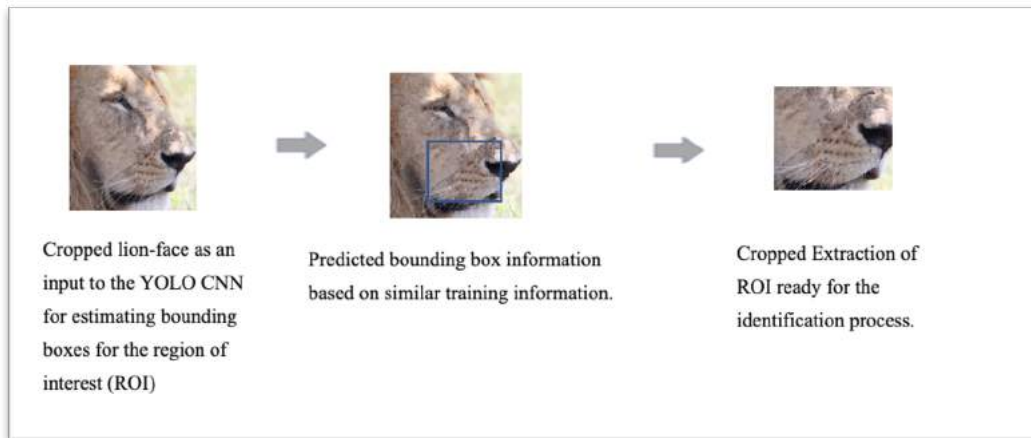 Cropped lion-face as an
input to the YOLO CNN
for estimating bounding
boxes for the region of
interest (ROI)
Predicted bounding box information
based on similar training information.
Cropped Extraction of
ROI ready for the
identification process.